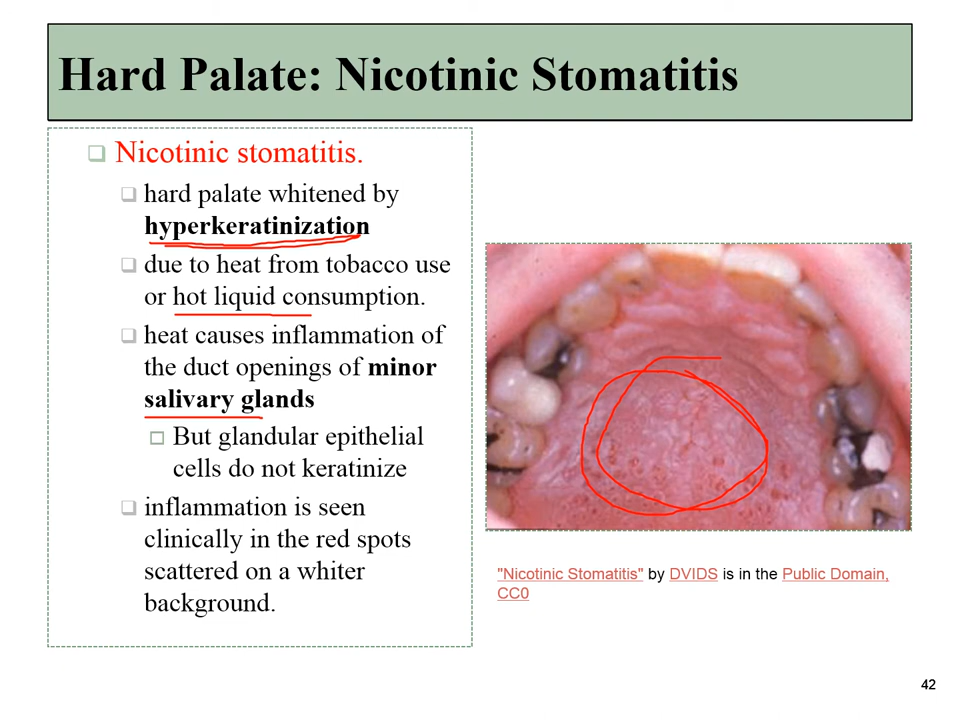 Hard Palate: Nicotinic Stomatitis
Nicotinic stomatitis.
hard palate whitened by
hyperkeratinization
due to heat from tobacco use
or hot liquid consumption.
heat causes inflammation of
the duct openings of minor
salivary glands
But glandular epithelial
cells do not keratinize
inflammation is seen
clinically in the red spots
scattered on a whiter
background.
"Nicotinic Stomatitis" by DVIDS is in the Public Domain,
CC0
42